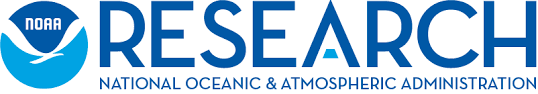 NOAA
RESEARCH
NATIONAL OCEANIC & ATMOSPHERIC ADMINISTRATION